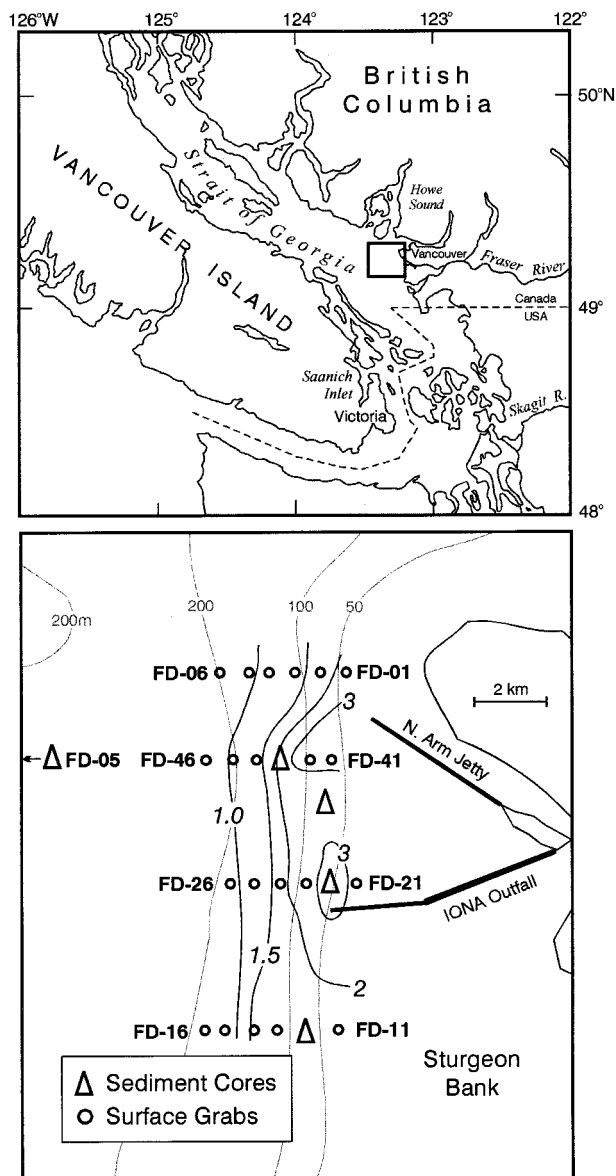 126°W 125° 124° 123° 122°
British
Columbia
50°N
VANCOUVER
ISLAND
Strait of Georgia
Howe
Sound
Vancouver
Fraser River
49°
Canada
USA
Saanich
Inlet
Victoria
Skagit R.
48°
200m
200 100 50
FD-06 FD-01
2 km
3
N. Arm Jetty
FD-05 FD-46 FD-41
1.0
3
FD-26 FD-21
IONA Outfall
1.5
2
FD-16 FD-11
Sturgeon
Bank
Sediment Cores
Surface Grabs